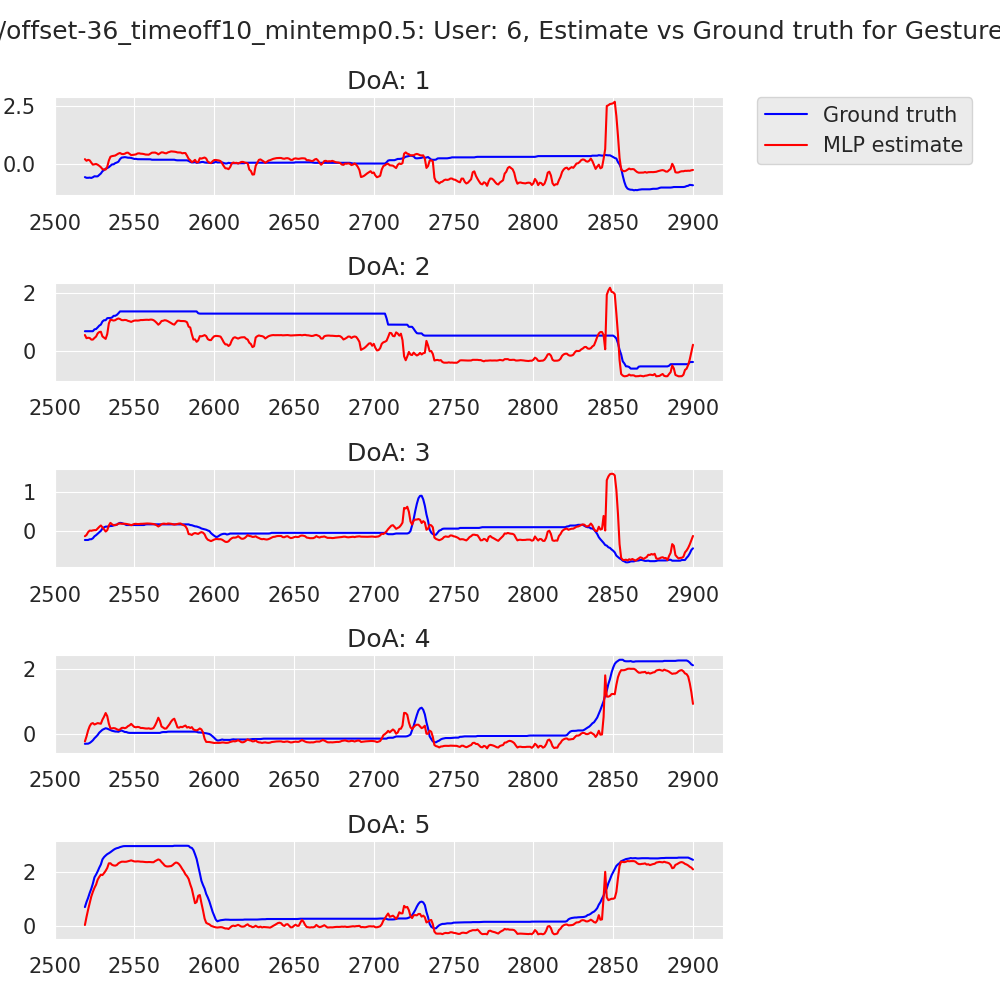 /offset-36_timeoff10_mintemp0.5: User: 6, Estimate vs Ground truth for Gesture
DoA: 1
2.5
0.0
2500 2550 2600 2650 2700 2750 2800 2850 2900
Ground truth
MLP estimate
DoA: 2
2
0
2500 2550 2600 2650 2700 2750 2800 2850 2900
DoA: 3
1
0
2500 2550 2600 2650 2700 2750 2800 2850 2900
DoA: 4
2
0
2500 2550 2600 2650 2700 2750 2800 2850 2900
DoA: 5
2
0
2500 2550 2600 2650 2700 2750 2800 2850 2900